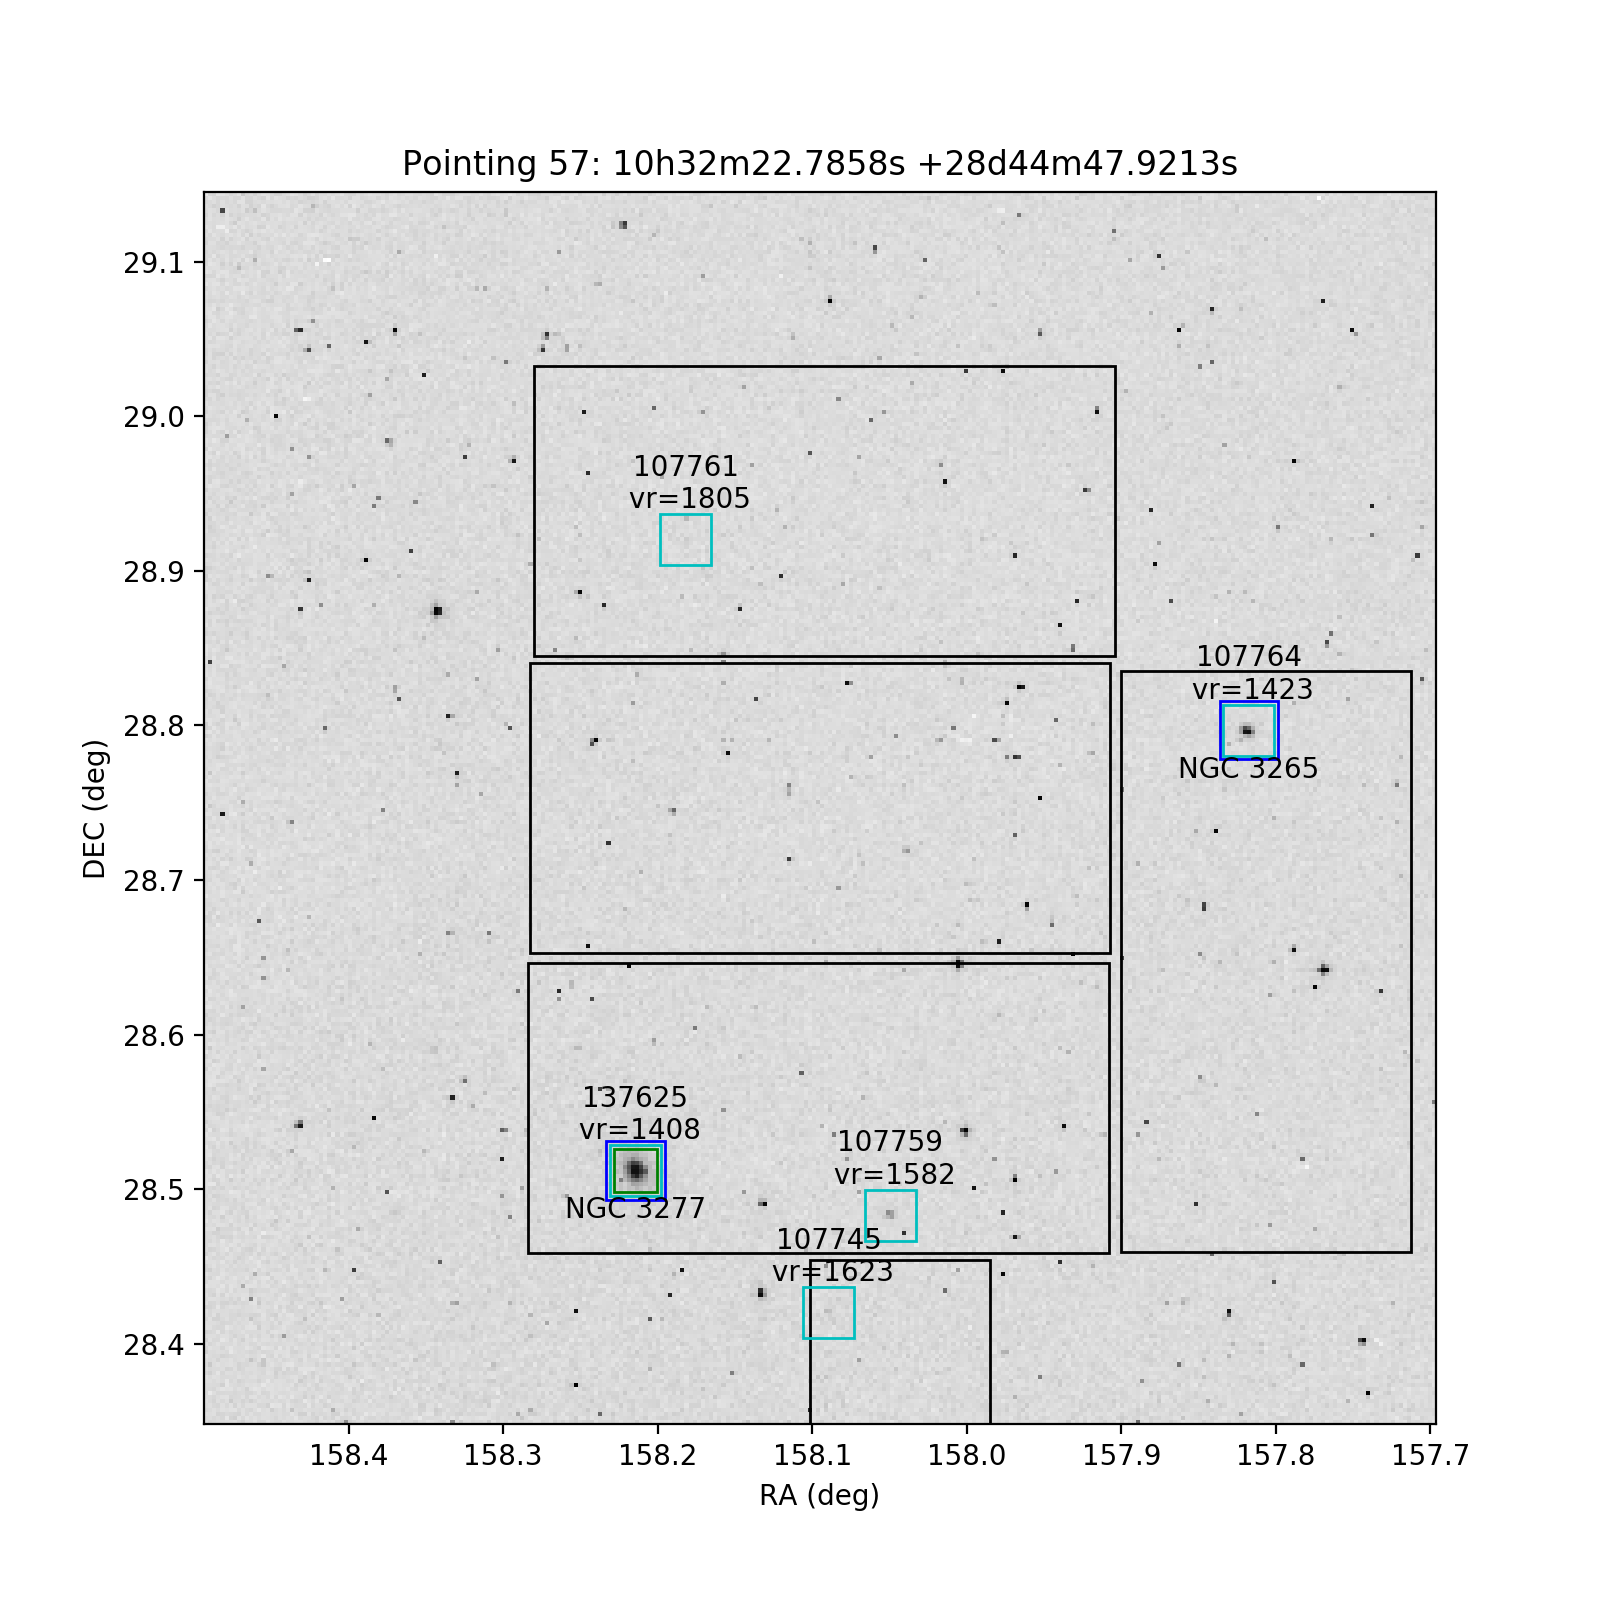 Pointing 57: 10h32m22.7858s +28d44m47.9213s
29.1
29.0
28.9
28.8
28.7
28.6
28.5
28.4
DEC (deg)
107761
vr=1805
107764
vr=1423
NGC 3265
137625
vr=1408
NGC 3277
107759
vr=1582
107745
vr=1623
158.4 158.3 158.2 158.1 158.0 157.9 157.8 157.7
RA (deg)